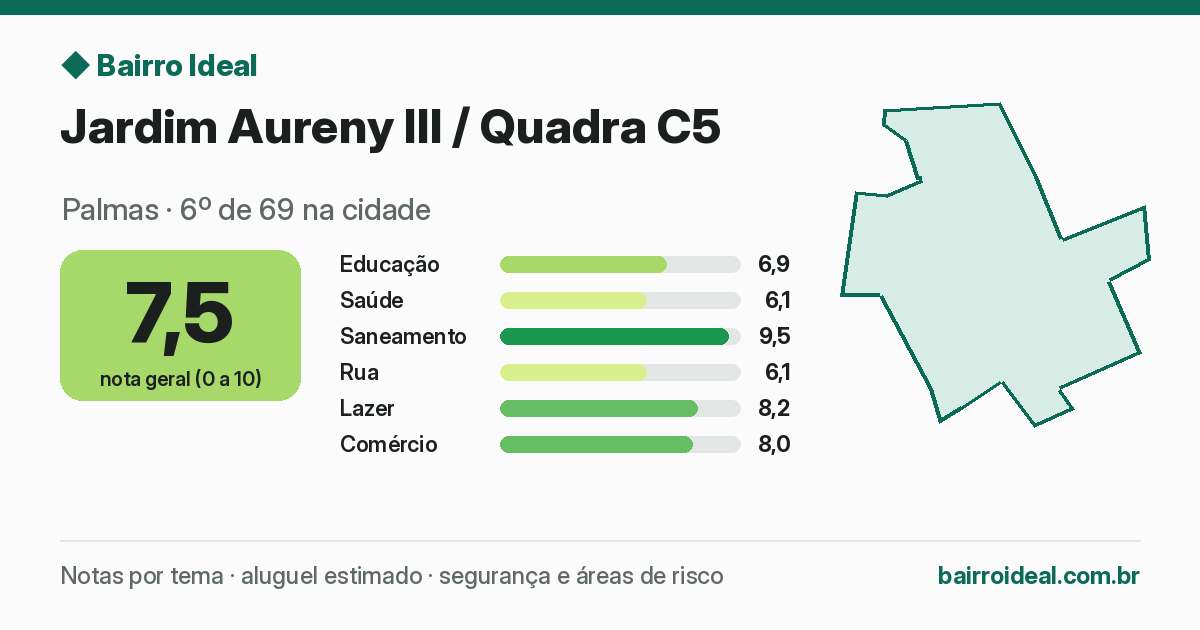 Bairro Ideal
Jardim Aureny III / Quadra C5
Palmas · 6º de 69 na cidade
7,5
nota geral (0 a 10)
Educação 6,9
Saúde 6,1
Saneamento 9,5
Rua 6,1
Lazer 8,2
Comércio 8,0
Notas por tema · aluguel estimado · segurança e áreas de risco
bairroideal.com.br